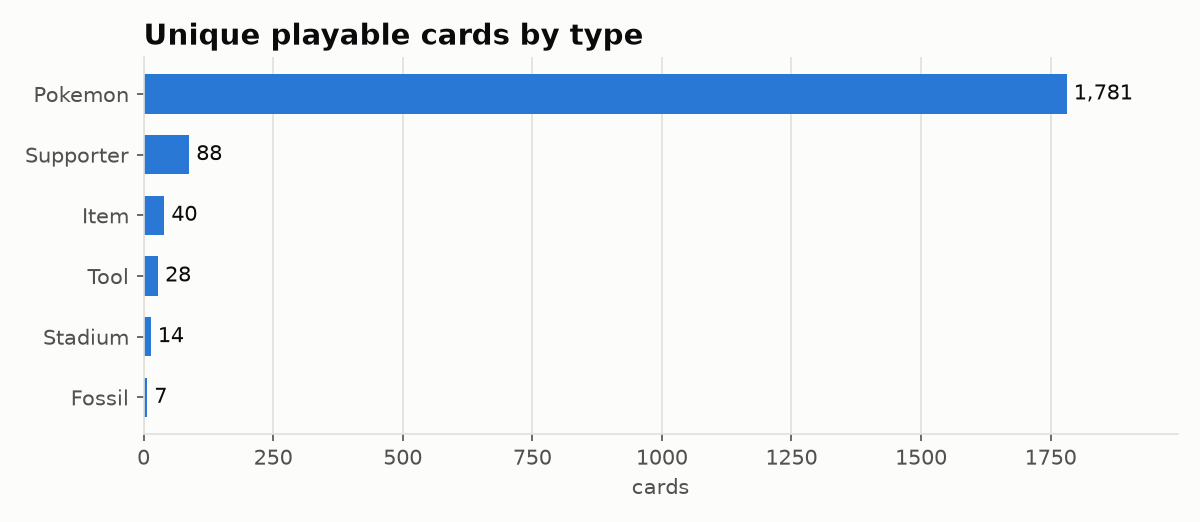 Unique playable cards by type
Pokemon 1,781
Supporter 88
Item 40
Tool 28
Stadium 14
Fossil 7
0 250 500 750 1000 1250 1500 1750
cards